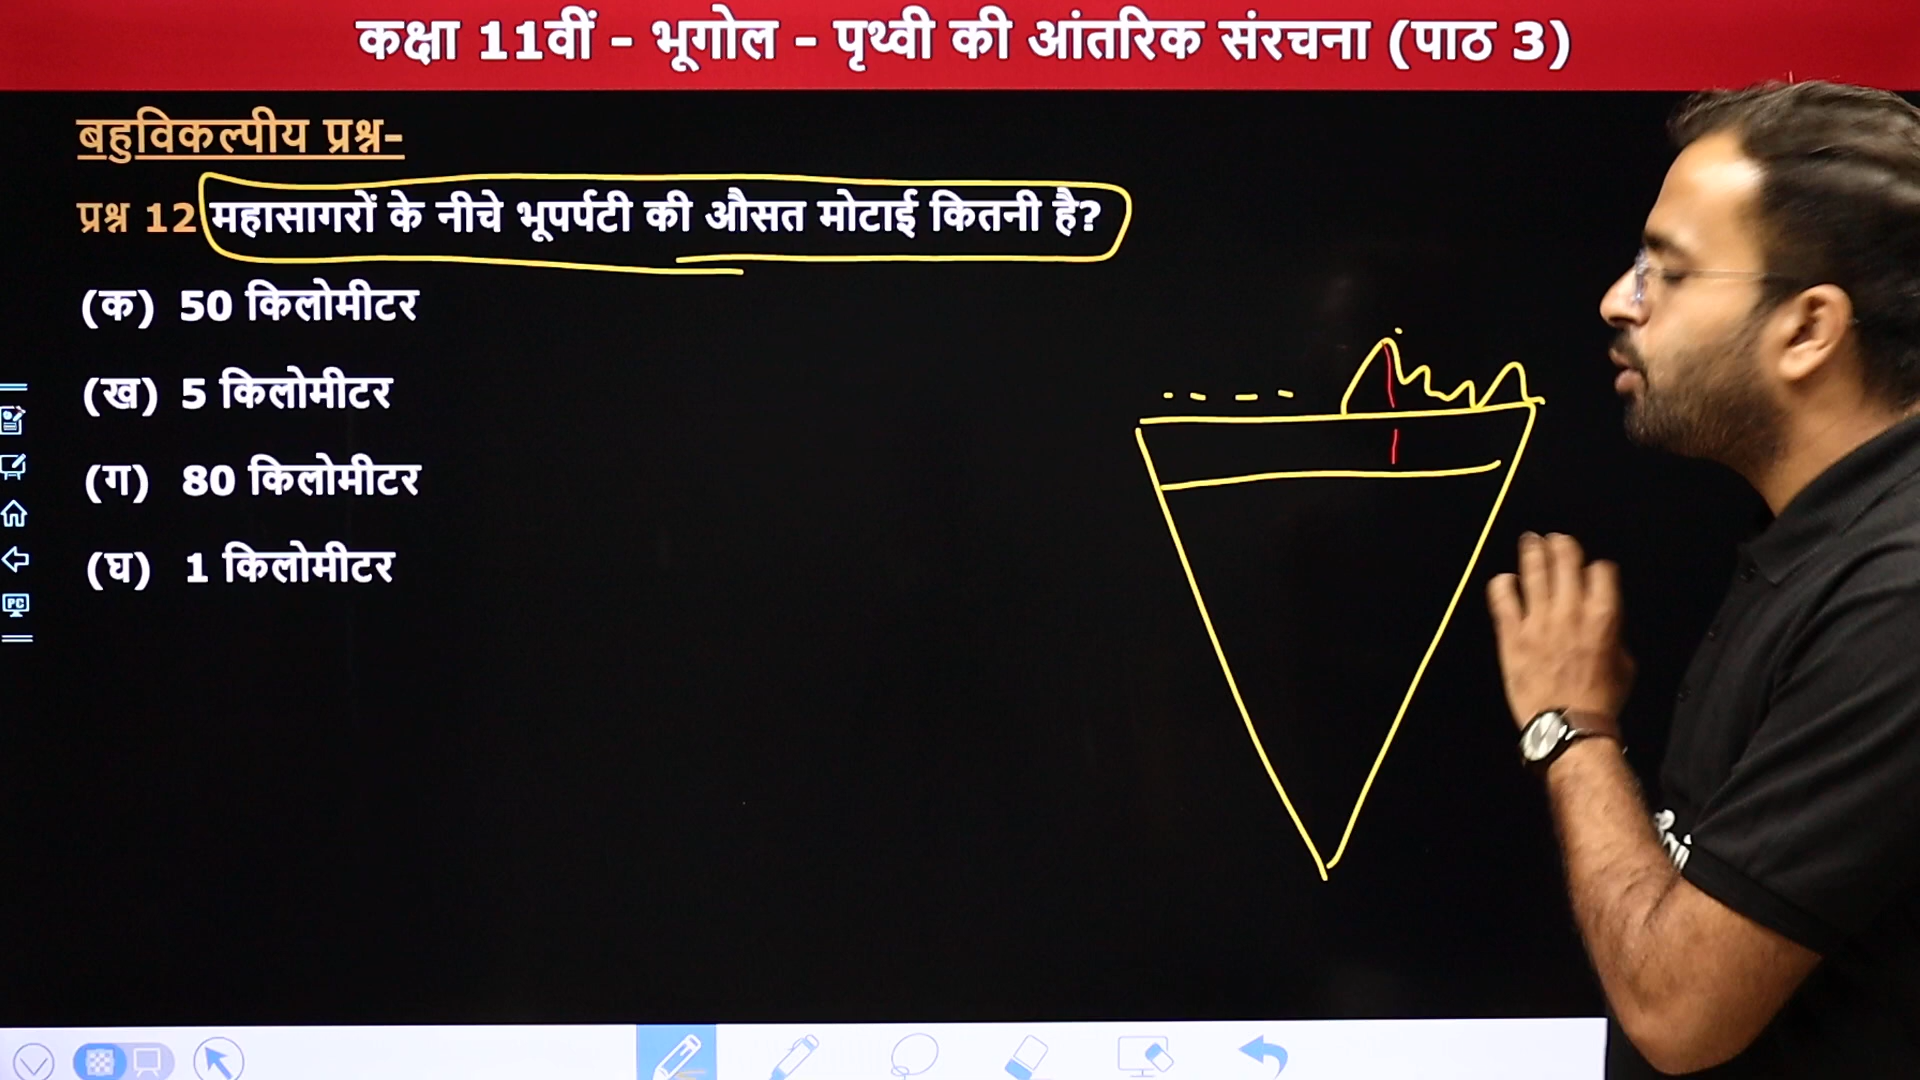 कक्षा 11वीं - भूगोल - पृथ्वी की आंतरिक संरचना (पाठ 3)
बहुविकल्पीय प्रश्न-
प्रश्न 12 महासागरों के नीचे भूपर्पटी की औसत मोटाई कितनी है?
(क) 50 किलोमीटर
(ख) 5 किलोमीटर
(ग) 80 किलोमीटर
(घ) 1 किलोमीटर
PC